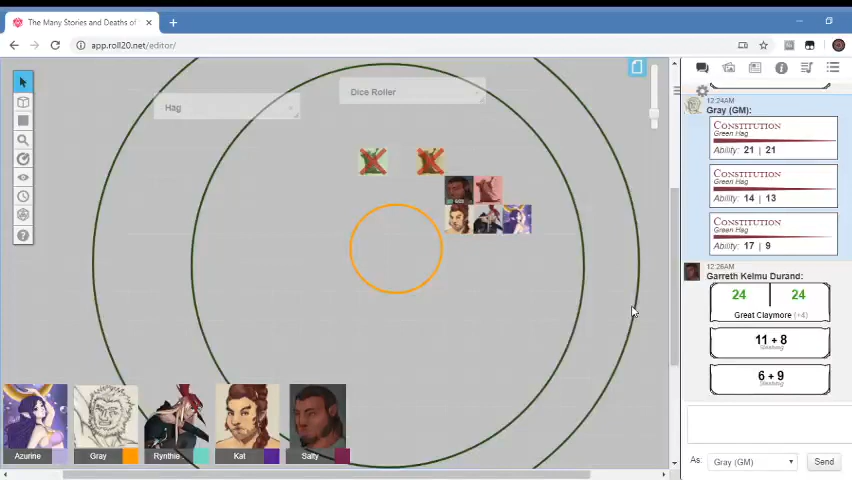 The Many Stories and Deaths of
app.roll20.net/editor/
Hag
Dice Roller
Azurine
Gray
Rynthie
Kat
Salty
12:24AM
Gray (GM):
CONSTITUTION
Green Hag
Ability: 21 | 21
CONSTITUTION
Green Hag
Ability: 14 | 13
CONSTITUTION
Green Hag
Ability: 17 | 9
12:26AM
Garreth Kelmu Durand:
24 24
Great Claymore (+4)
11 + 8
Slashing
6 + 9
Slashing
As: Gray (GM) Send